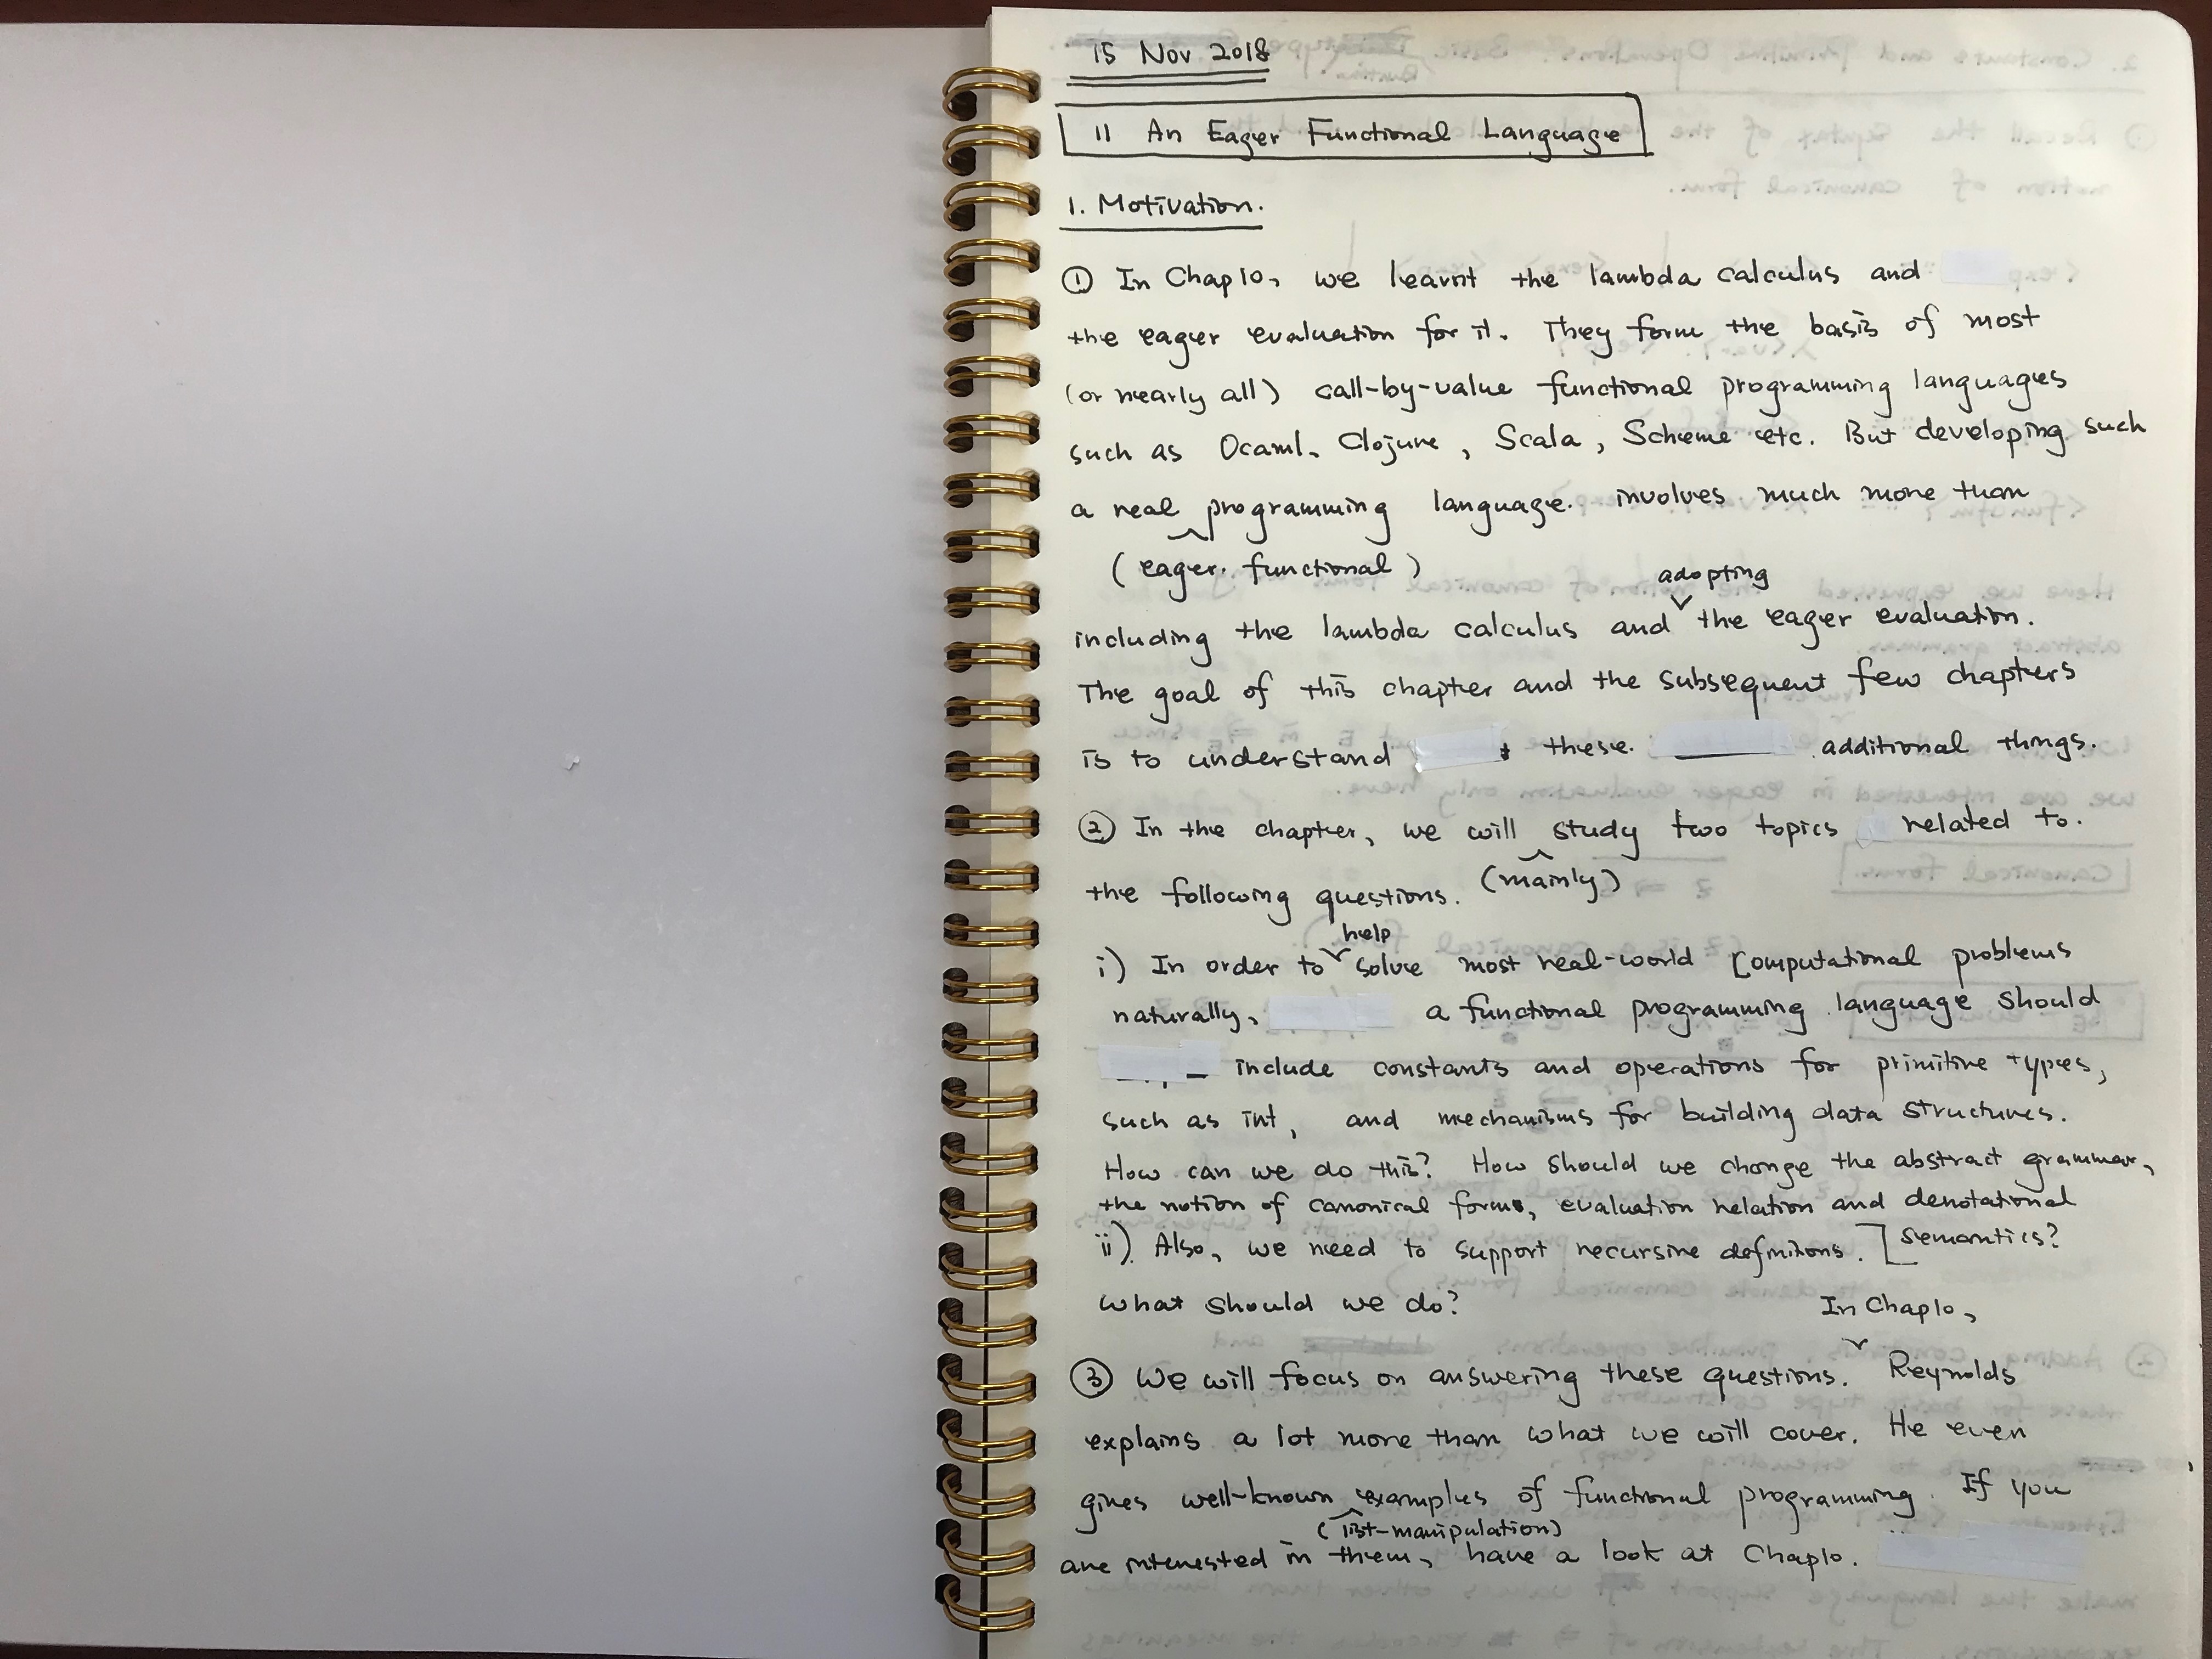 15 Nov 2018
11 An Eager Functional Language
1. Motivation.
① In Chap10, we learnt the lambda calculus and
the eager evaluation for it. They form the basis of most
(or nearly all) call-by-value functional programming languages
such as Ocaml, Clojure, Scala, Scheme etc. But developing such
a real programming language involves much more than
(eager functional)
adopting
including the lambda calculus and the eager evaluation.
The goal of this chapter and the subsequent few chapters
is to understand these additional things.
② In the chapter, we will study two topics related to
(mainly)
the following questions.
help
i) In order to solve most real-world computational problems
naturally, a functional programming language should
include constants and operations for primitive types,
such as int, and mechanisms for building data structures.
How can we do this? How should we change the abstract grammar,
the notion of canonical forms, evaluation relation and denotational
semantics?
ii) Also, we need to support recursive definitions.
What should we do?
In Chap10,
③ We will focus on answering these questions. Reynolds
explains a lot more than what we will cover. He even
gives well-known examples of functional programming. If you
(list-manipulation)
are interested in them, have a look at Chap10.